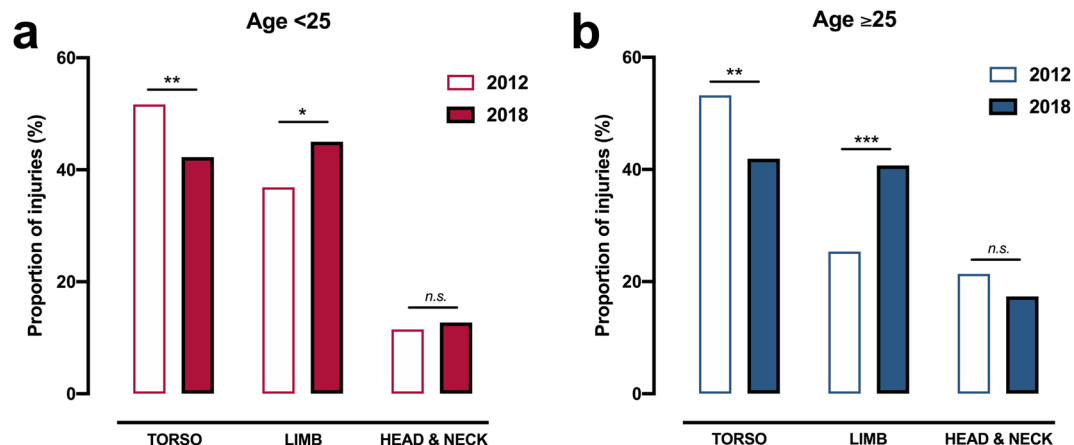 a
Age <25
Proportion of injuries (%)
60
40
20
0
**
*
n.s.
2012
2018
TORSO
LIMB
HEAD & NECK
b
Age ≥25
Proportion of injuries (%)
60
40
20
0
**
***
n.s.
2012
2018
TORSO
LIMB
HEAD & NECK